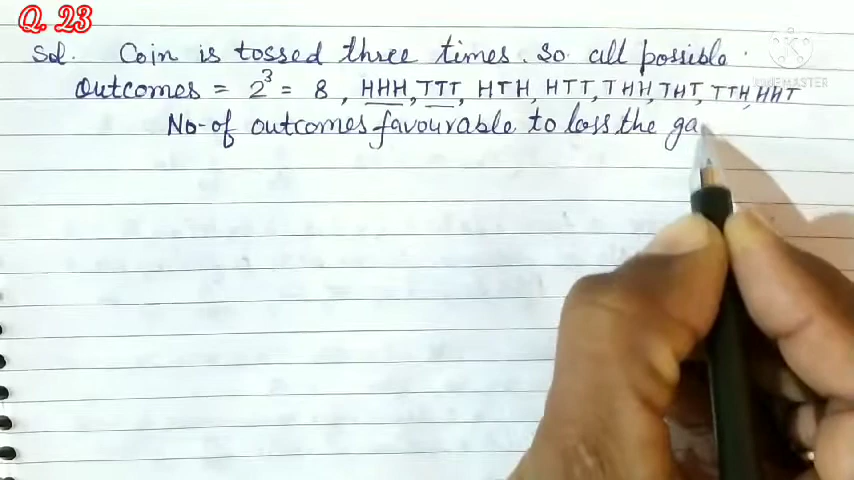 Q. 23
Sol. Coin is tossed three times. So all possible.
Outcomes = 2³ = 8, HHH, TTT, HTH, HTT, THH, THT, TTH, HHT
No-of outcomes favourable to loss the ga
KINEMASTER